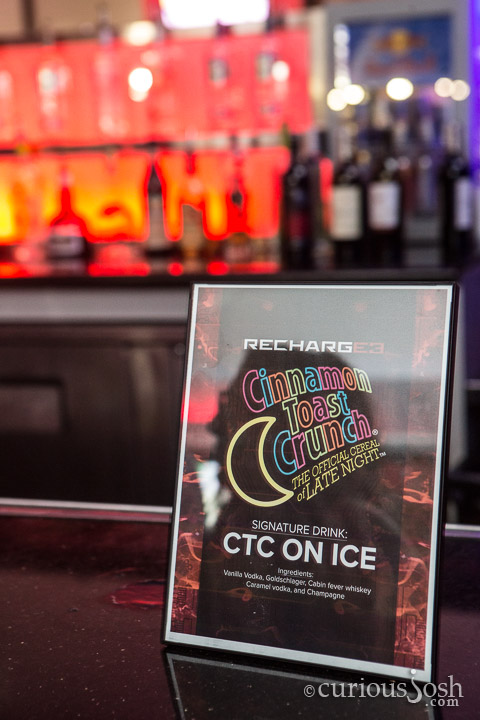 RECHARGE3
Cinnamon
Toast
Crunch®
THE OFFICIAL CEREAL
of LATE NIGHT™
SIGNATURE DRINK:
CTC ON ICE
Ingredients:
Vanilla Vodka, Goldschlager, Cabin fever whiskey
Caramel vodka, and Champagne
©curiousJosh
.com